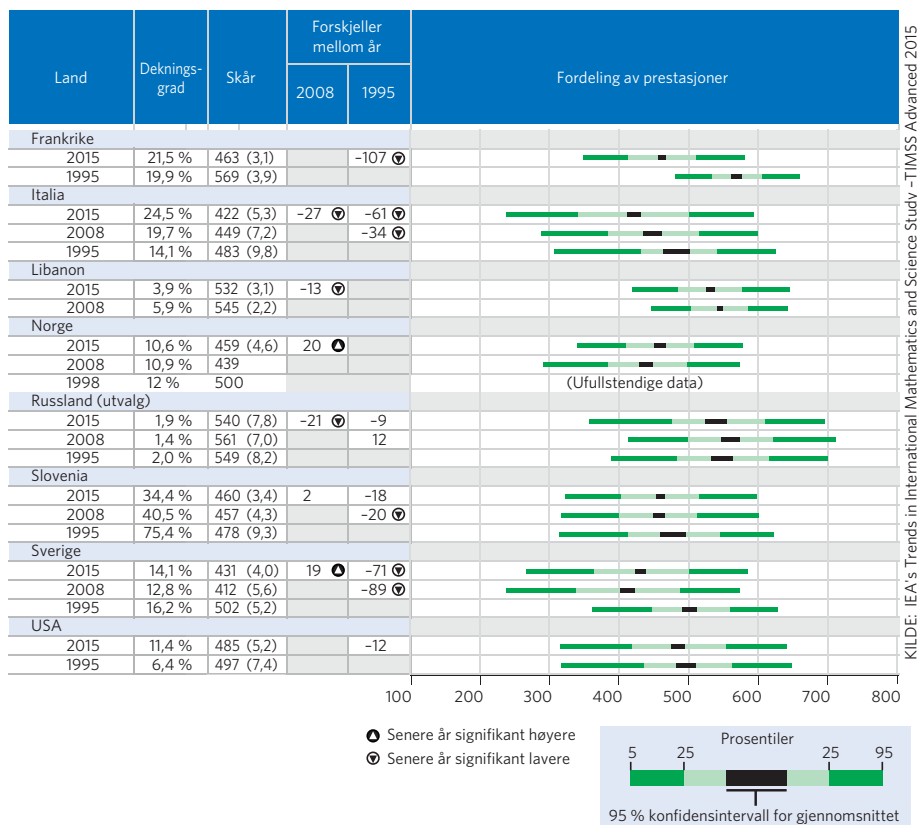 Land
Deknings-
grad
Skår
Forskjeller
mellom år
2008 1995
Fordeling av prestasjoner
Frankrike
2015 21,5 % 463 (3,1) –107
1995 19,9 % 569 (3,9)
Italia
2015 24,5 % 422 (5,3) –27 –61
2008 19,7 % 449 (7,2) –34
1995 14,1 % 483 (9,8)
Libanon
2015 3,9 % 532 (3,1) –13
2008 5,9 % 545 (2,2)
Norge
2015 10,6 % 459 (4,6) 20
2008 10,9 % 439
1998 12 % 500 (Ufullstendige data)
Russland (utvalg)
2015 1,9 % 540 (7,8) –21 –9
2008 1,4 % 561 (7,0) 12
1995 2,0 % 549 (8,2)
Slovenia
2015 34,4 % 460 (3,4) 2 –18
2008 40,5 % 457 (4,3) –20
1995 75,4 % 478 (9,3)
Sverige
2015 14,1 % 431 (4,0) 19 –71
2008 12,8 % 412 (5,6) –89
1995 16,2 % 502 (5,2)
USA
2015 11,4 % 485 (5,2) –12
1995 6,4 % 497 (7,4)
100 200 300 400 500 600 700 800
Senere år signifikant høyere
Senere år signifikant lavere
Prosentiler
5 25 25 95
95 % konfidensintervall for gjennomsnittet
KILDE: IEA's Trends in International Mathematics and Science Study –TIMSS Advanced 2015